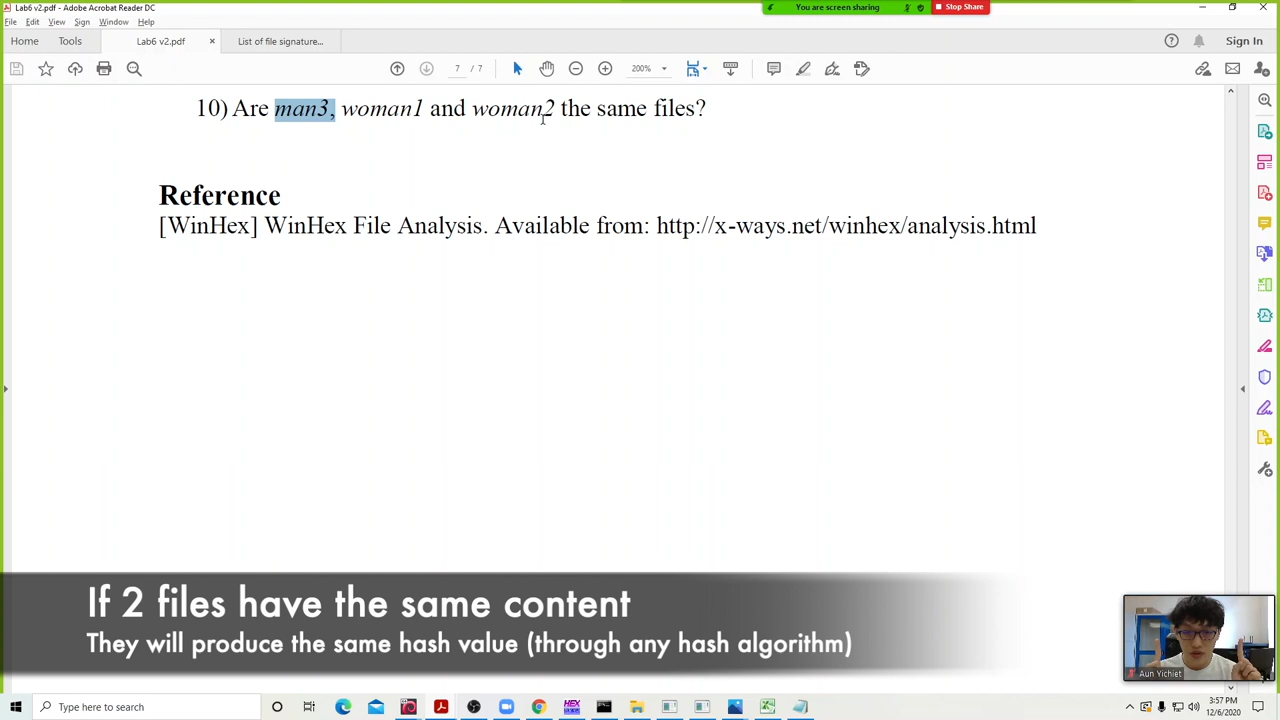 Lab6 v2.pdf - Adobe Acrobat Reader DC
You are screen sharing
Stop Share
File Edit View Sign Window Help
Home Tools Lab6 v2.pdf × List of file signature... Sign In
7 / 7 200%
10) Are man3, woman1 and woman2 the same files?
Reference
[WinHex] WinHex File Analysis. Available from: http://x-ways.net/winhex/analysis.html
If 2 files have the same content
They will produce the same hash value (through any hash algorithm)
Aun Yichiet
Type here to search
HEX
3:57 PM
12/6/2020